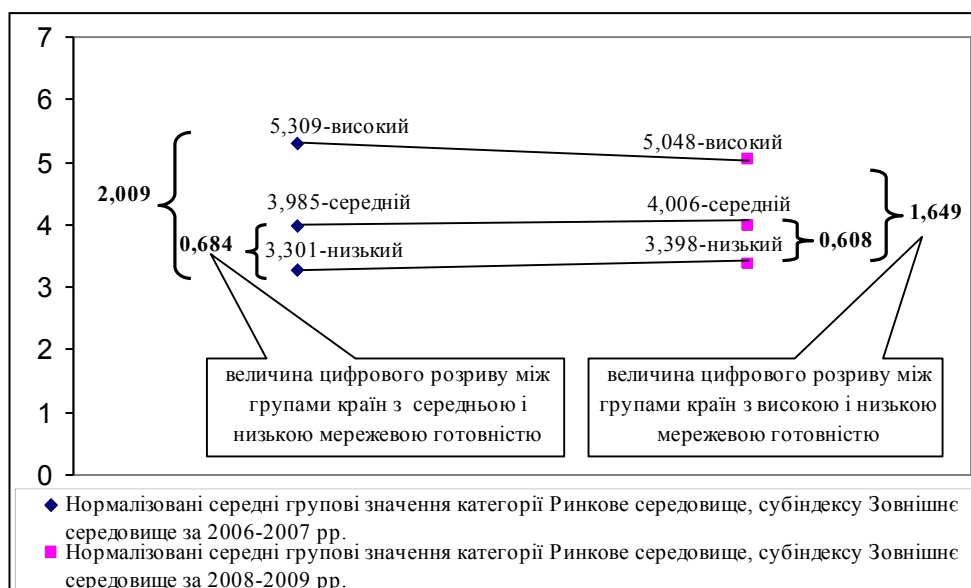 7
6
5
4
3
2
1
0
5,309-високий
5,048-високий
2,009
3,985-середній
4,006-середній
1,649
0,684
3,301-низький
3,398-низький
0,608
величина цифрового розриву між
групами країн з середньою і
низькою мережевою готовністю
величина цифрового розриву між
групами країн з високою і низькою
мережевою готовністю
Нормалізовані середні групові значення категорії Ринкове середовище, субіндексу Зовнішнє
середовище за 2006-2007 рр.
Нормалізовані середні групові значення категорії Ринкове середовище, субіндексу Зовнішнє
середовище за 2008-2009 рр.